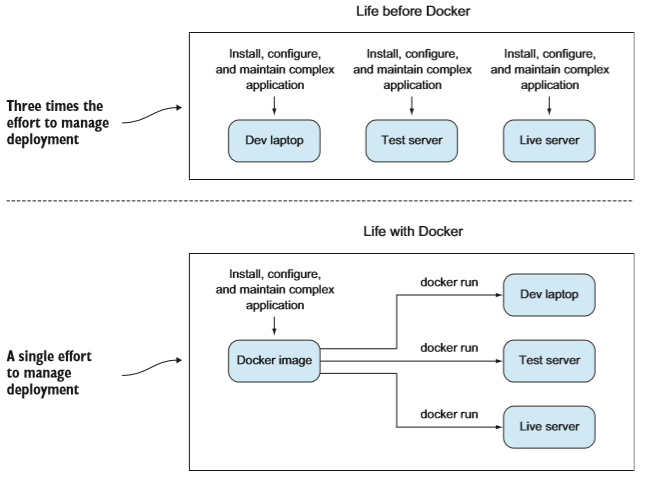 Life before Docker
Install, configure,
and maintain complex
application
Install, configure,
and maintain complex
application
Install, configure,
and maintain complex
application
Three times the
effort to manage
deployment
Dev laptop
Test server
Live server
Life with Docker
Install, configure,
and maintain complex
application
docker run
Dev laptop
A single effort
to manage
deployment
Docker image
docker run
Test server
docker run
Live server